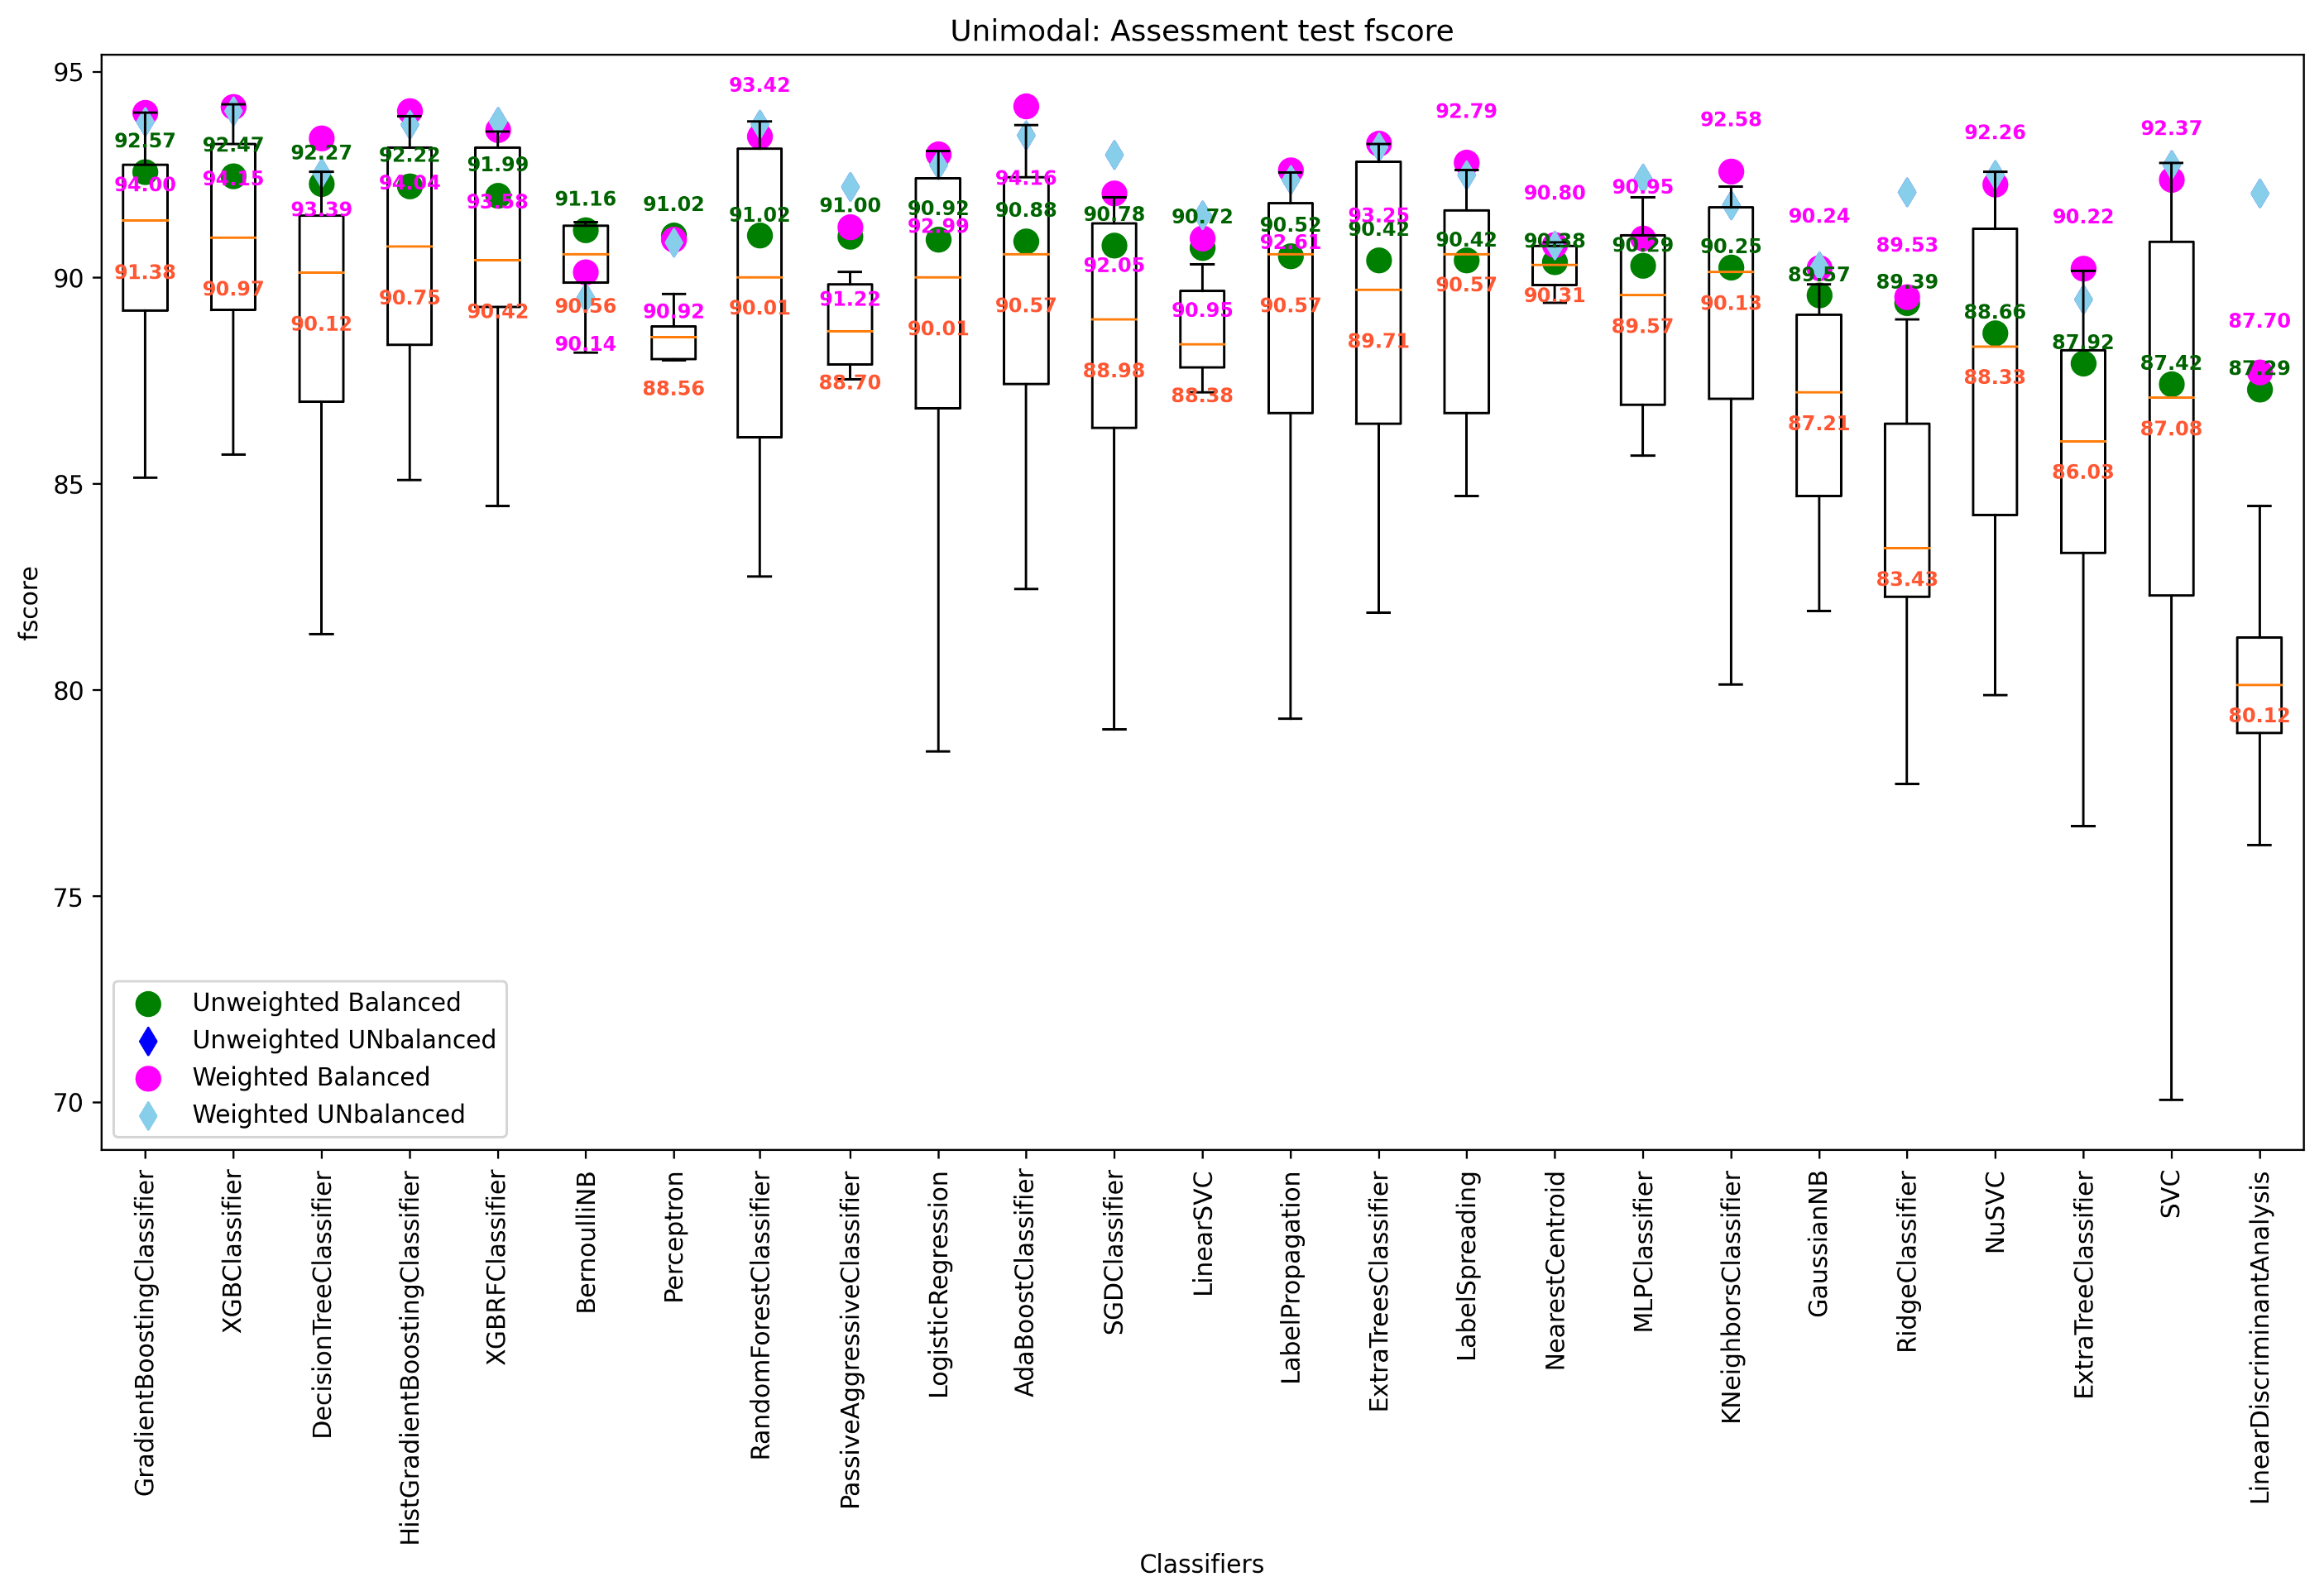 Unimodal: Assessment test fscore
fscore
95
90
85
80
75
70
92.57 92.47 92.27 92.22 91.99 91.16 91.02 91.02 91.00 90.92 90.88 90.78 90.72 90.52 90.42 90.42 90.38 90.29 90.25 89.57 89.39 88.66 87.92 87.42 87.29
94.00 94.15 93.39 94.04 93.58 90.14 90.92 93.42 91.22 92.99 94.16 92.05 90.95 92.61 93.25 92.79 90.80 90.95 92.58 90.24 89.53 92.26 90.22 92.37 87.70
91.38 90.97 90.12 90.75 90.42 90.56 88.56 90.01 88.70 90.01 90.57 88.98 88.38 90.57 89.71 90.57 90.31 89.57 90.13 87.21 83.43 88.33 86.03 87.08 80.12
Unweighted Balanced
Unweighted UNbalanced
Weighted Balanced
Weighted UNbalanced
GradientBoostingClassifier
XGBClassifier
DecisionTreeClassifier
HistGradientBoostingClassifier
XGBRFClassifier
BernoulliNB
Perceptron
RandomForestClassifier
PassiveAggressiveClassifier
LogisticRegression
AdaBoostClassifier
SGDClassifier
LinearSVC
LabelPropagation
ExtraTreesClassifier
LabelSpreading
NearestCentroid
MLPClassifier
KNeighborsClassifier
GaussianNB
RidgeClassifier
NuSVC
ExtraTreeClassifier
SVC
LinearDiscriminantAnalysis
Classifiers